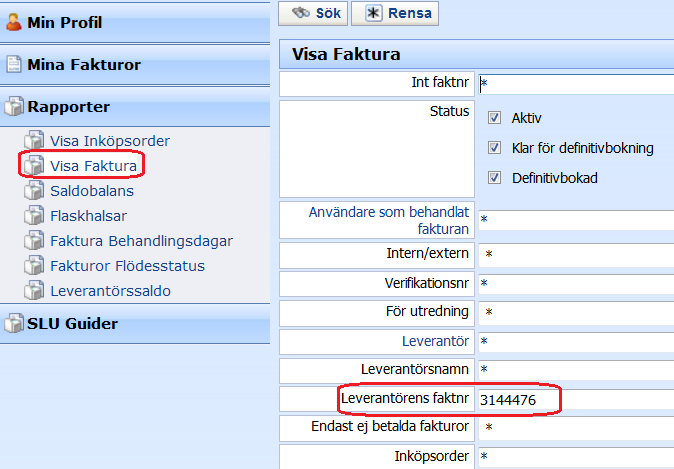 Min Profil
Mina Fakturor
Rapporter
Visa Inköpsorder
Visa Faktura
Saldobalans
Flaskhalsar
Faktura Behandlingsdagar
Fakturor Flödesstatus
Leverantörssaldo
SLU Guider
Sök Rensa
Visa Faktura
Int faktnr *
Status
Aktiv
Klar för definitivbokning
Definitivbokad
Användare som behandlat
fakturan *
Intern/extern *
Verifikationsnr *
För utredning *
Leverantör *
Leverantörsnamn *
Leverantörens faktnr 3144476
Endast ej betalda fakturor *
Inköpsorder *